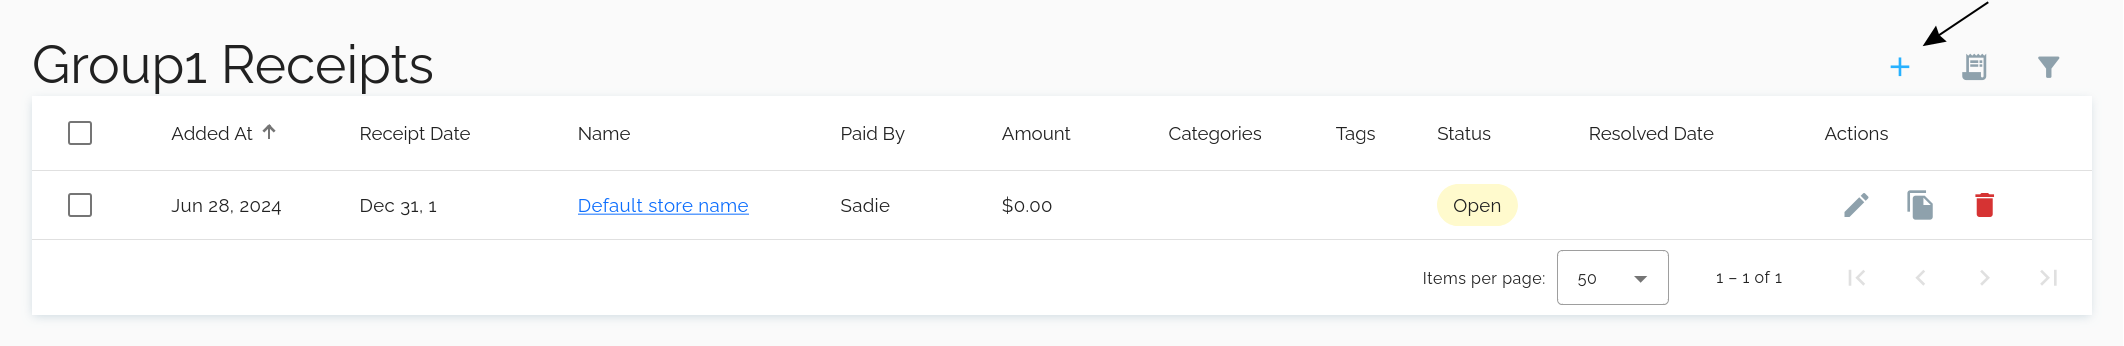 Group1 Receipts
Added At Receipt Date Name Paid By Amount Categories Tags Status Resolved Date Actions
Jun 28, 2024 Dec 31, 1 Default store name Sadie $0.00 Open
Items per page: 50 1 – 1 of 1